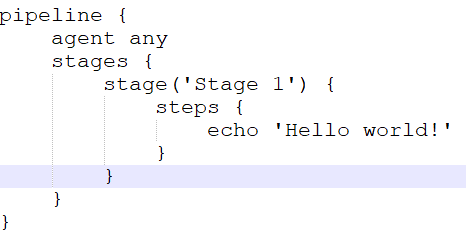 pipeline {
    agent any
    stages {
        stage('Stage 1') {
            steps {
                echo 'Hello world!'
            }
        }
    }
}